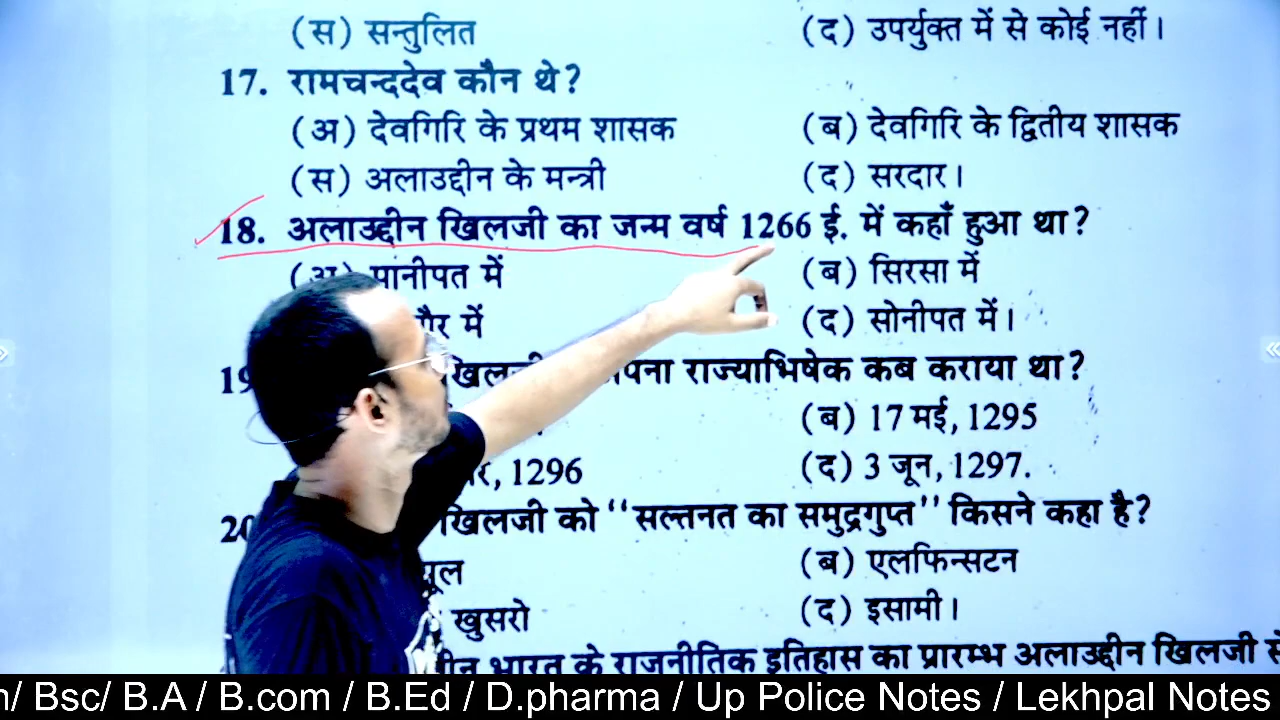 (स) सन्तुलित (द) उपर्युक्त में से कोई नहीं।
17. रामचन्ददेव कौन थे?
(अ) देवगिरि के प्रथम शासक (ब) देवगिरि के द्वितीय शासक
(स) अलाउद्दीन के मन्त्री (द) सरदार।
18. अलाउद्दीन खिलजी का जन्म वर्ष 1266 ई. में कहाँ हुआ था?
(अ) पानीपत में (ब) सिरसा में
में (द) सोनीपत में।
राज्याभिषेक कब कराया था?
(ब) 17 मई, 1295
1296 (द) 3 जून, 1297.
खिलजी को "सल्तनत का समुद्रगुप्त" किसने कहा है?
(ब) एलफिन्सटन
खुसरो (द) इसामी।
भारत के राजनीतिक इतिहास का प्रारम्भ अलाउद्दीन खिलजी
Bsc/ B.A / B.com / B.Ed / D.pharma / Up Police Notes / Lekhpal Notes